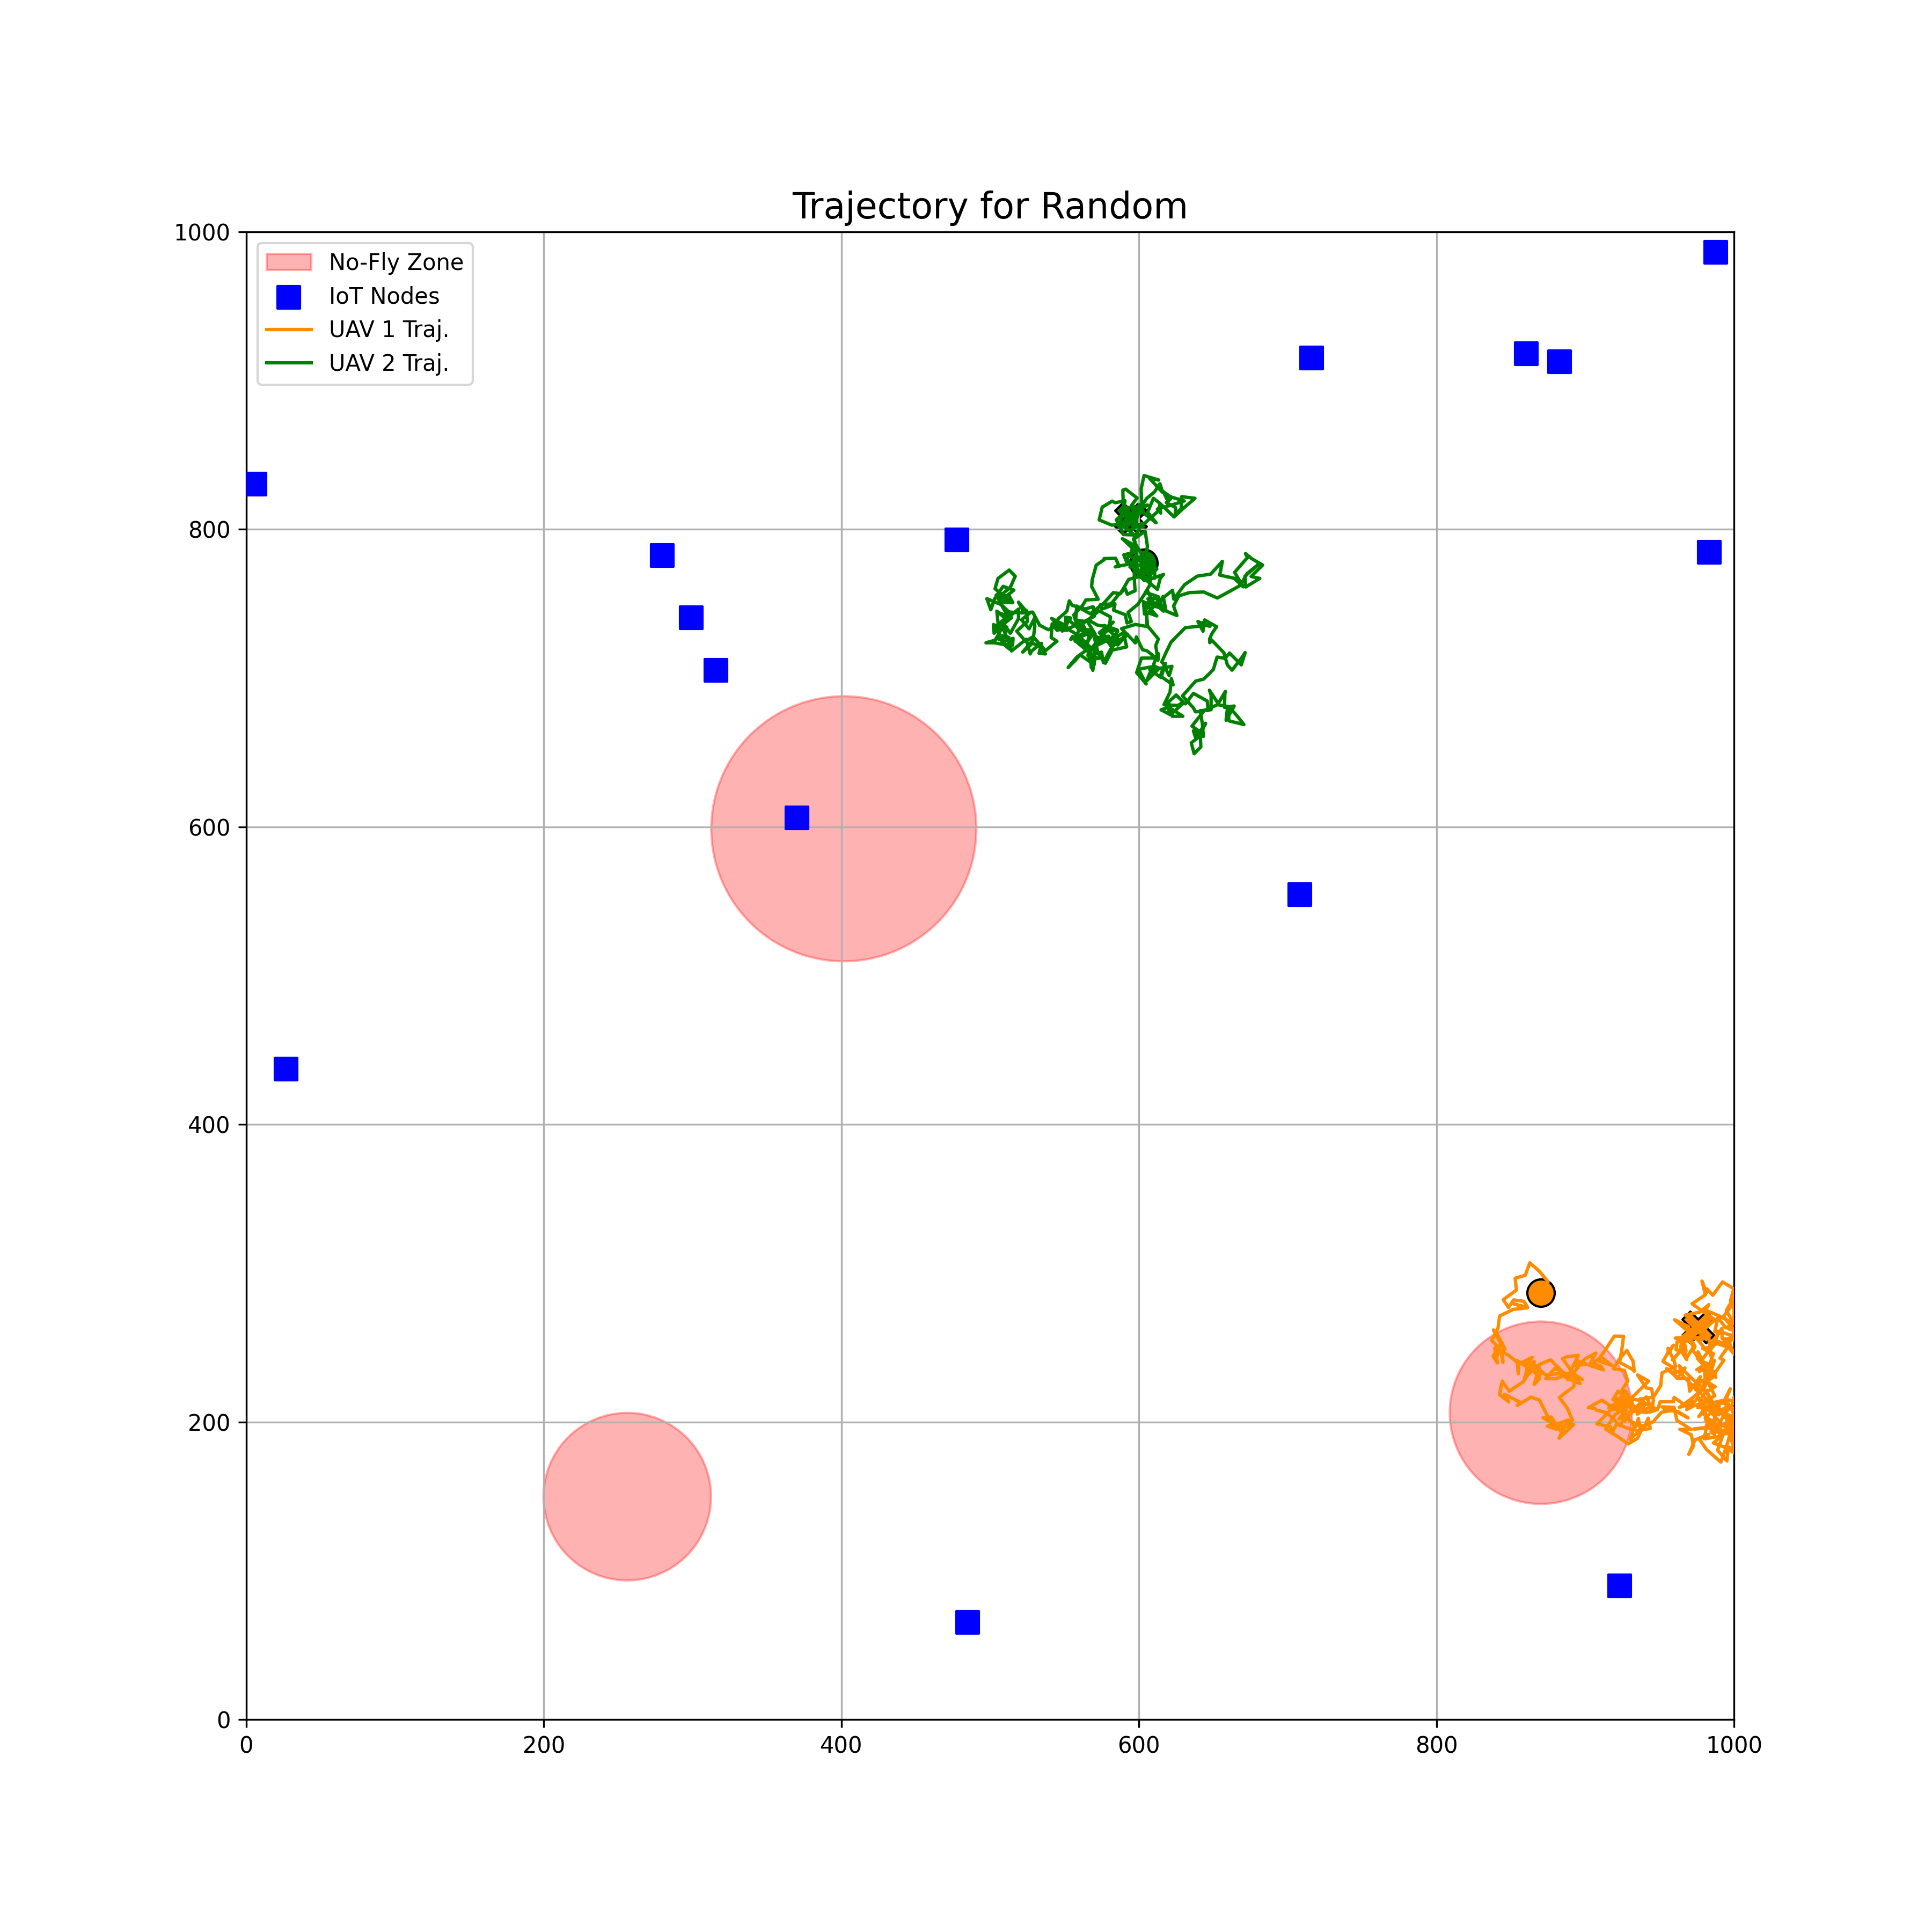 Trajectory for Random
1000
800
600
400
200
0
No-Fly Zone
IoT Nodes
UAV 1 Traj.
UAV 2 Traj.
0 200 400 600 800 1000